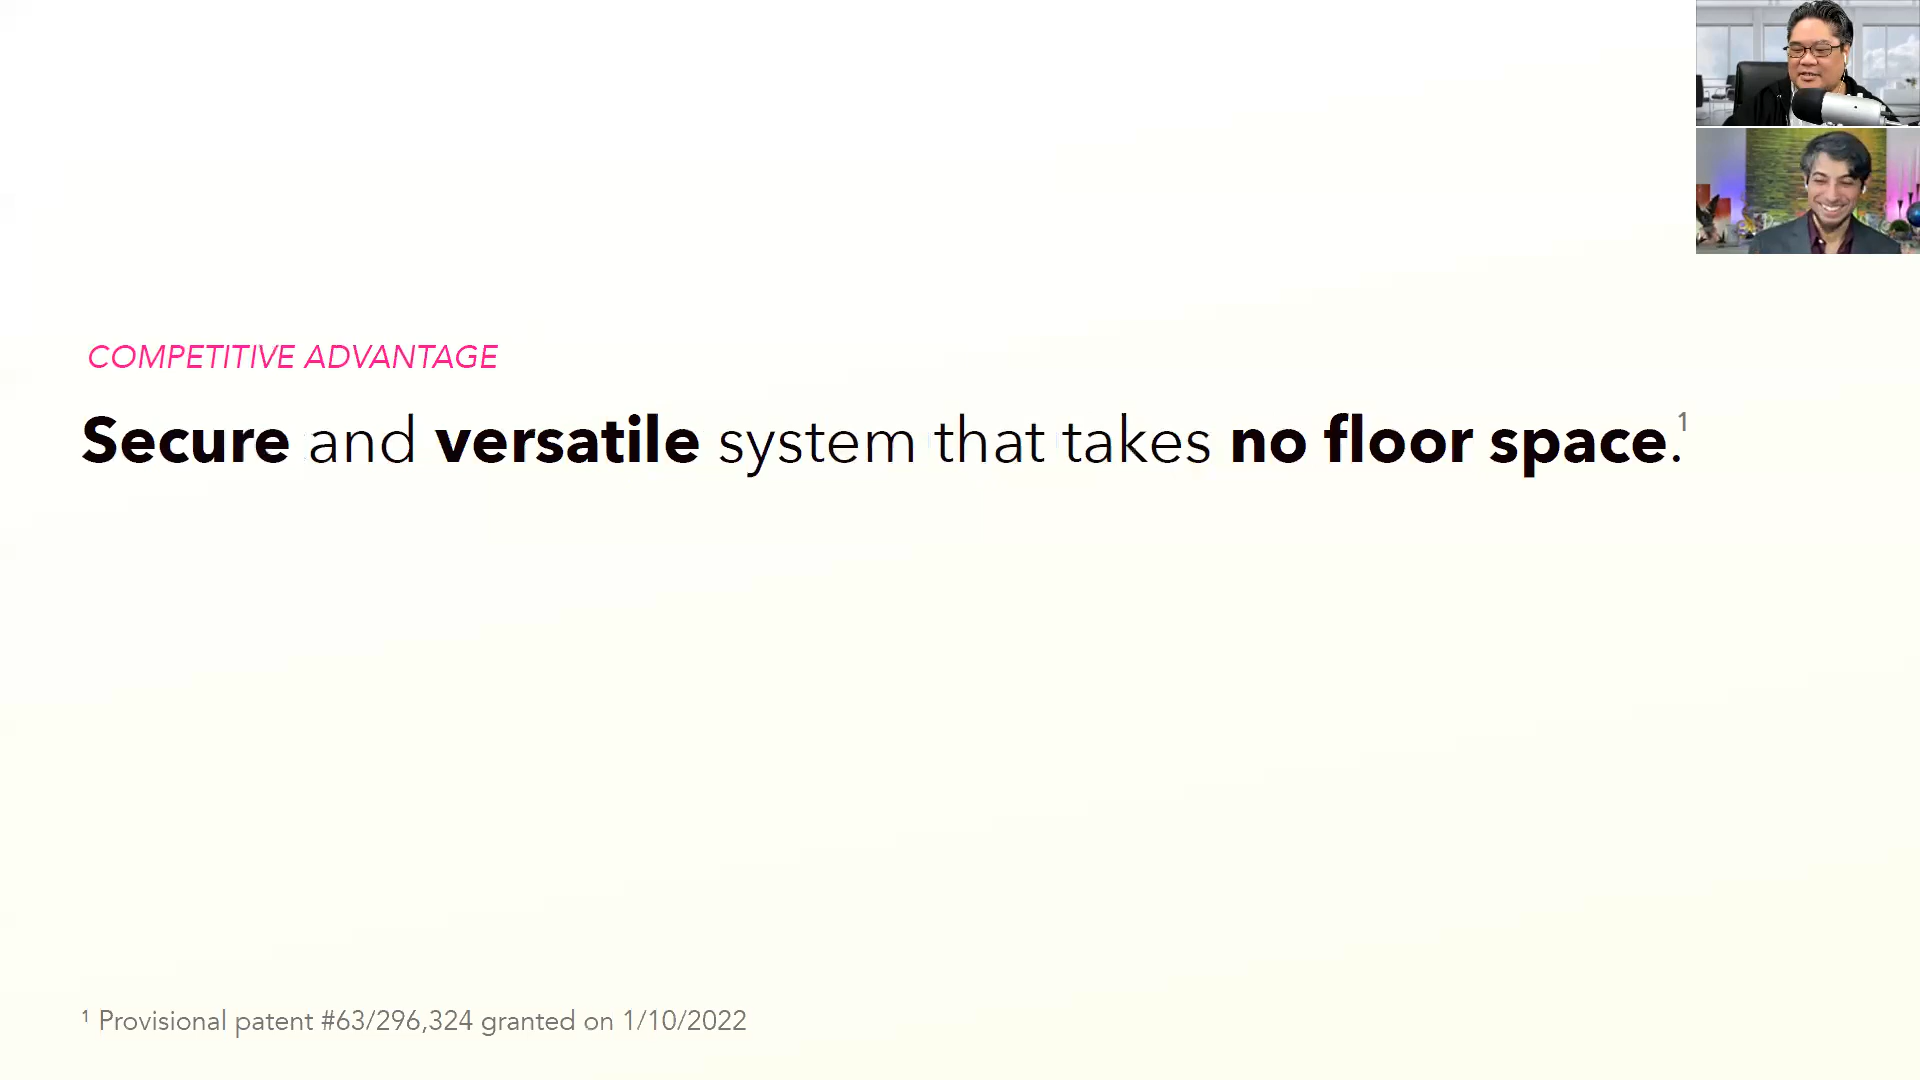 COMPETITIVE ADVANTAGE
Secure and versatile system that takes no floor space.¹
¹ Provisional patent #63/296,324 granted on 1/10/2022